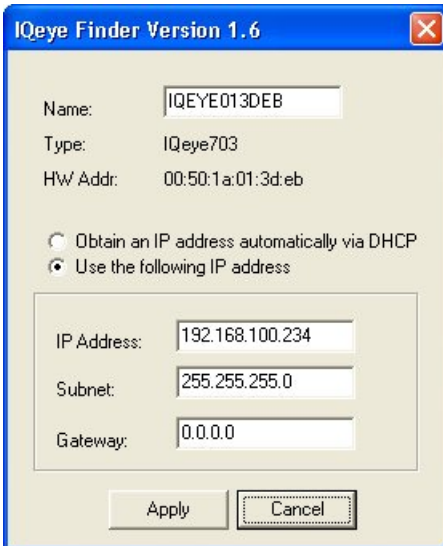 IQeye Finder Version 1.6
Name: IQEYE013DEB
Type: IQeye703
HW Addr: 00:50:1a:01:3d:eb
Obtain an IP address automatically via DHCP
Use the following IP address
IP Address: 192.168.100.234
Subnet: 255.255.255.0
Gateway: 0.0.0.0
Apply Cancel